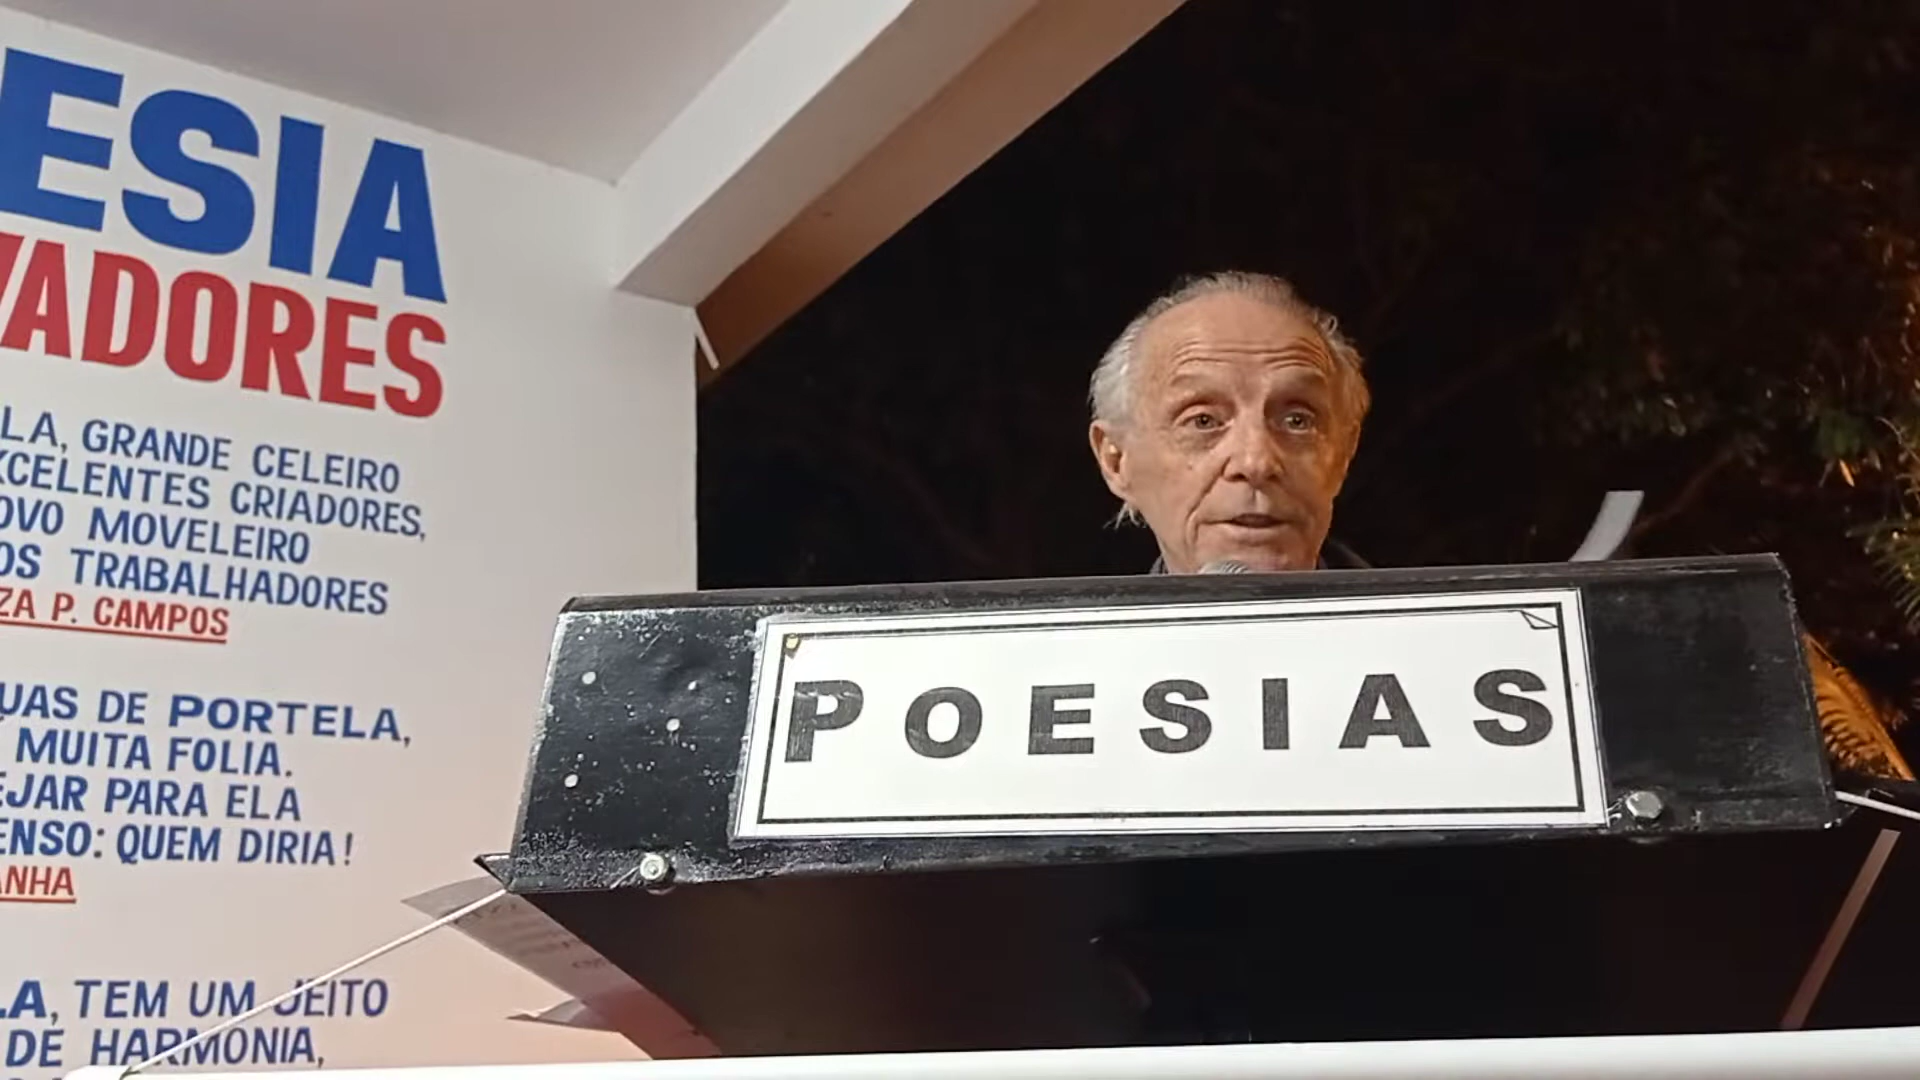 ESIA
VADORES
LA, GRANDE CELEIRO
XCELENTES CRIADORES,
OVO MOVELEIRO
OS TRABALHADORES
ZA P. CAMPOS
UAS DE PORTELA,
MUITA FOLIA.
EJAR PARA ELA
ENSO: QUEM DIRIA!
ANHA
LA, TEM UM JEITO
DE HARMONIA,
POESIAS